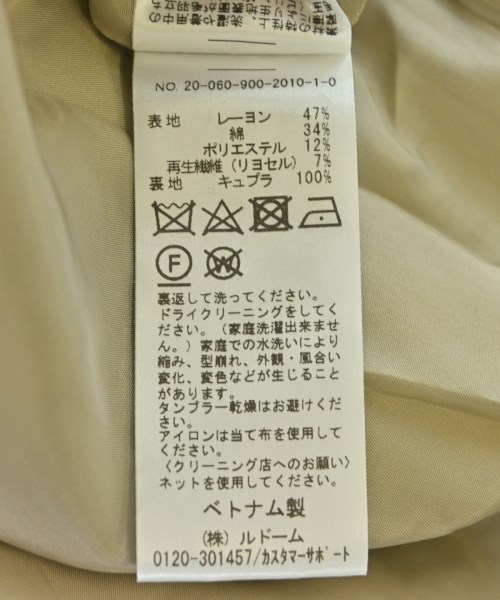 NO. 20-060-900-2010-1-0
表地 レーヨン 47%
綿 34%
ポリエステル 12%
再生繊維（リヨセル） 7%
裏地 キュプラ 100%
F W
裏返して洗ってください。
ドライクリーニングをしてく
ださい。（家庭洗濯出来ませ
ん。）家庭での水洗いにより
縮み、型崩れ、外観・風合い
変化、変色などが生じること
があります。
タンブラー乾燥はお避けくだ
さい。
アイロンは当て布を使用して
ください。
〈クリーニング店へのお願い〉
ネットを使用してください。
ベトナム製
（株）ルドーム
0120-301457/カスタマーサポート